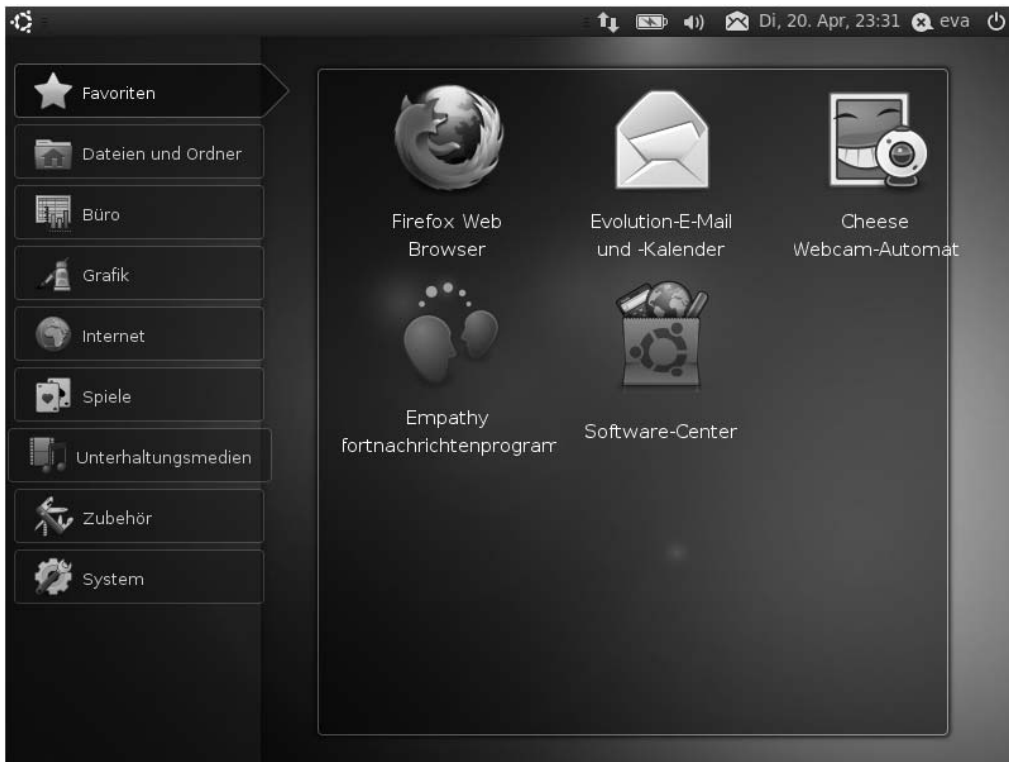 Di, 20. Apr, 23:31 eva
Favoriten
Dateien und Ordner
Büro
Grafik
Internet
Spiele
Unterhaltungsmedien
Zubehör
System
Firefox Web
Browser
Evolution-E-Mail
und -Kalender
Cheese
Webcam-Automat
Empathy
fortnachrichtenprogram
Software-Center